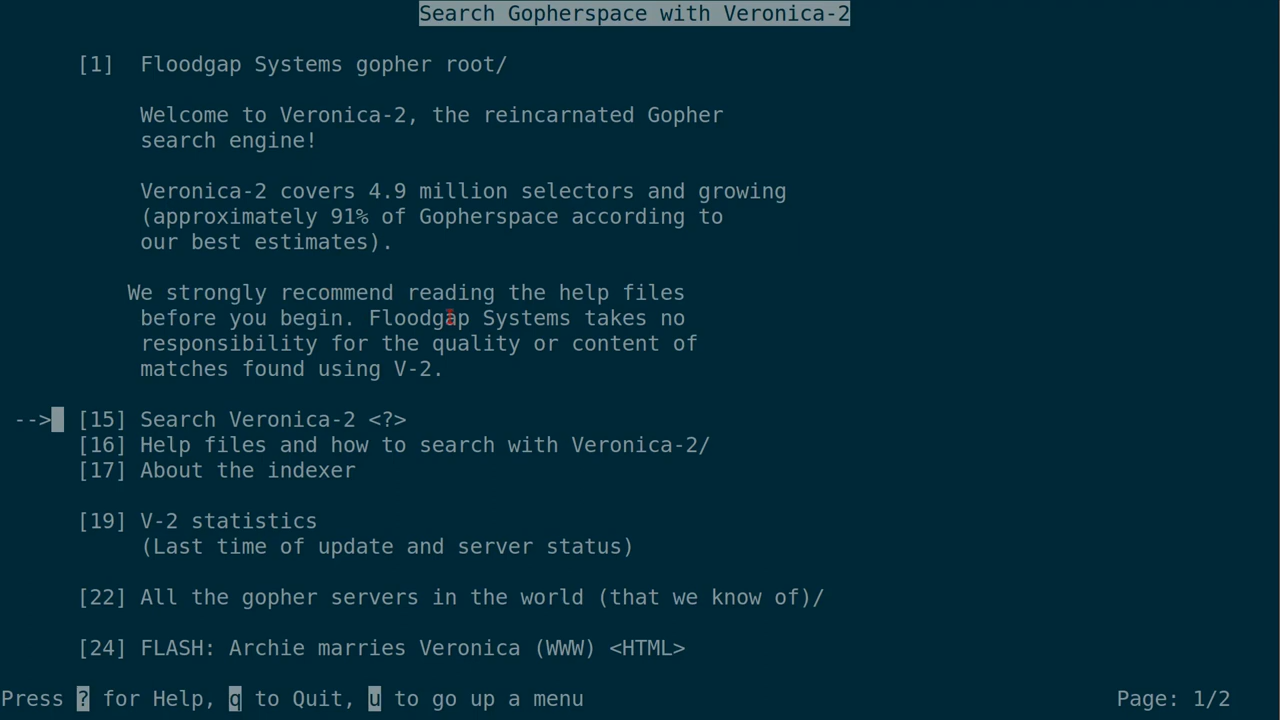 Search Gopherspace with Veronica-2
[1] Floodgap Systems gopher root/
Welcome to Veronica-2, the reincarnated Gopher
search engine!
Veronica-2 covers 4.9 million selectors and growing
(approximately 91% of Gopherspace according to
our best estimates).
We strongly recommend reading the help files
before you begin. Floodgap Systems takes no
responsibility for the quality or content of
matches found using V-2.
--> [15] Search Veronica-2 <?>
[16] Help files and how to search with Veronica-2/
[17] About the indexer
[19] V-2 statistics
(Last time of update and server status)
[22] All the gopher servers in the world (that we know of)/
[24] FLASH: Archie marries Veronica (WWW) <HTML>
Press ? for Help, q to Quit, u to go up a menu Page: 1/2